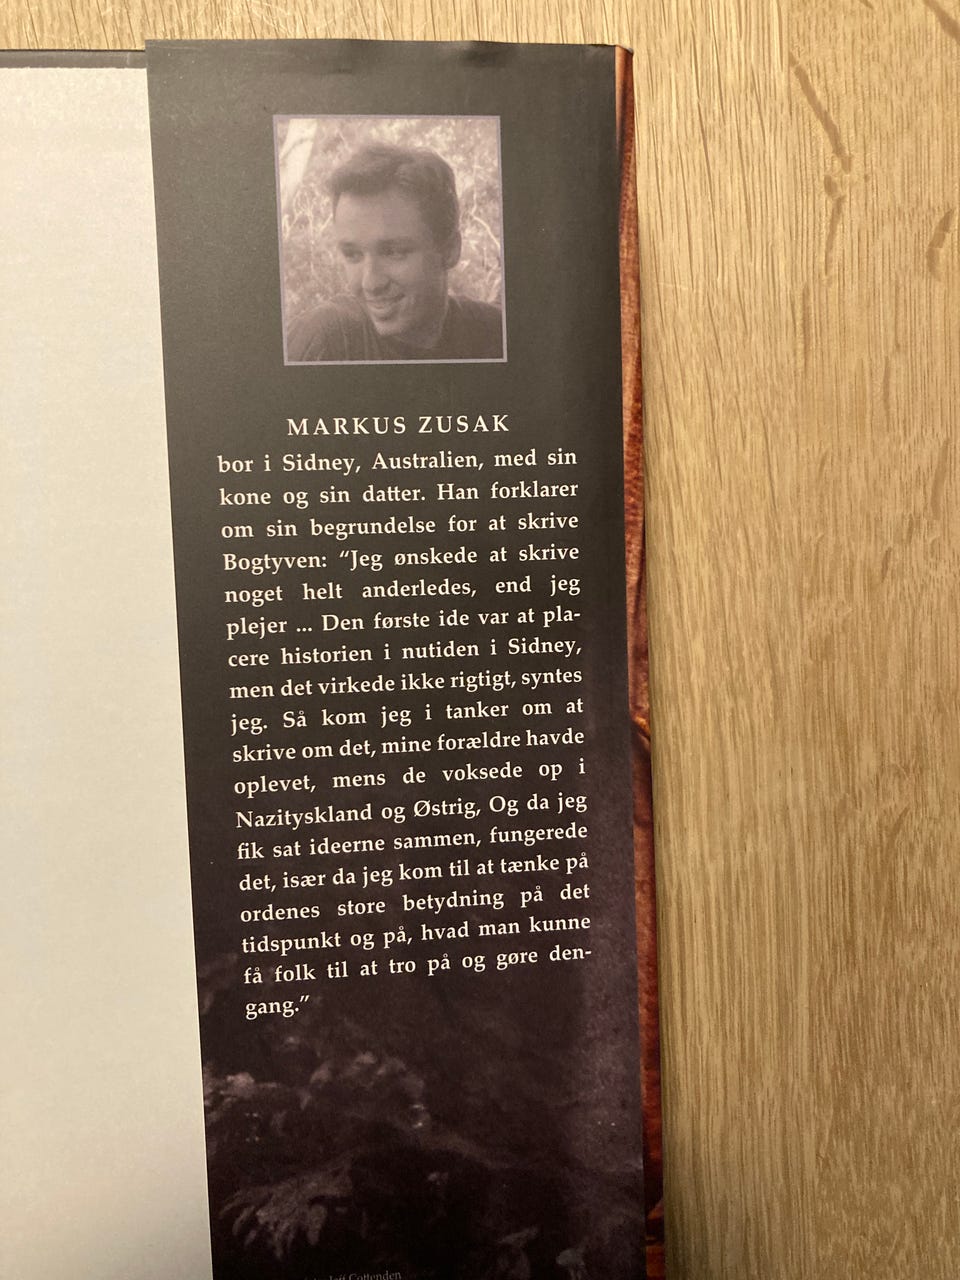 MARKUS ZUSAK
bor i Sidney, Australien, med sin
kone og sin datter. Han forklarer
om sin begrundelse for at skrive
Bogtyven: “Jeg ønskede at skrive
noget helt anderledes, end jeg
plejer ... Den første ide var at pla-
cere historien i nutiden i Sidney,
men det virkede ikke rigtigt, syntes
jeg. Så kom jeg i tanker om at
skrive om det, mine forældre havde
oplevet, mens de voksede op i
Nazityskland og Østrig, Og da jeg
fik sat ideerne sammen, fungerede
det, især da jeg kom til at tænke på
ordenes store betydning på det
tidspunkt og på, hvad man kunne
få folk til at tro på og gøre den-
gang.”
Cottenden